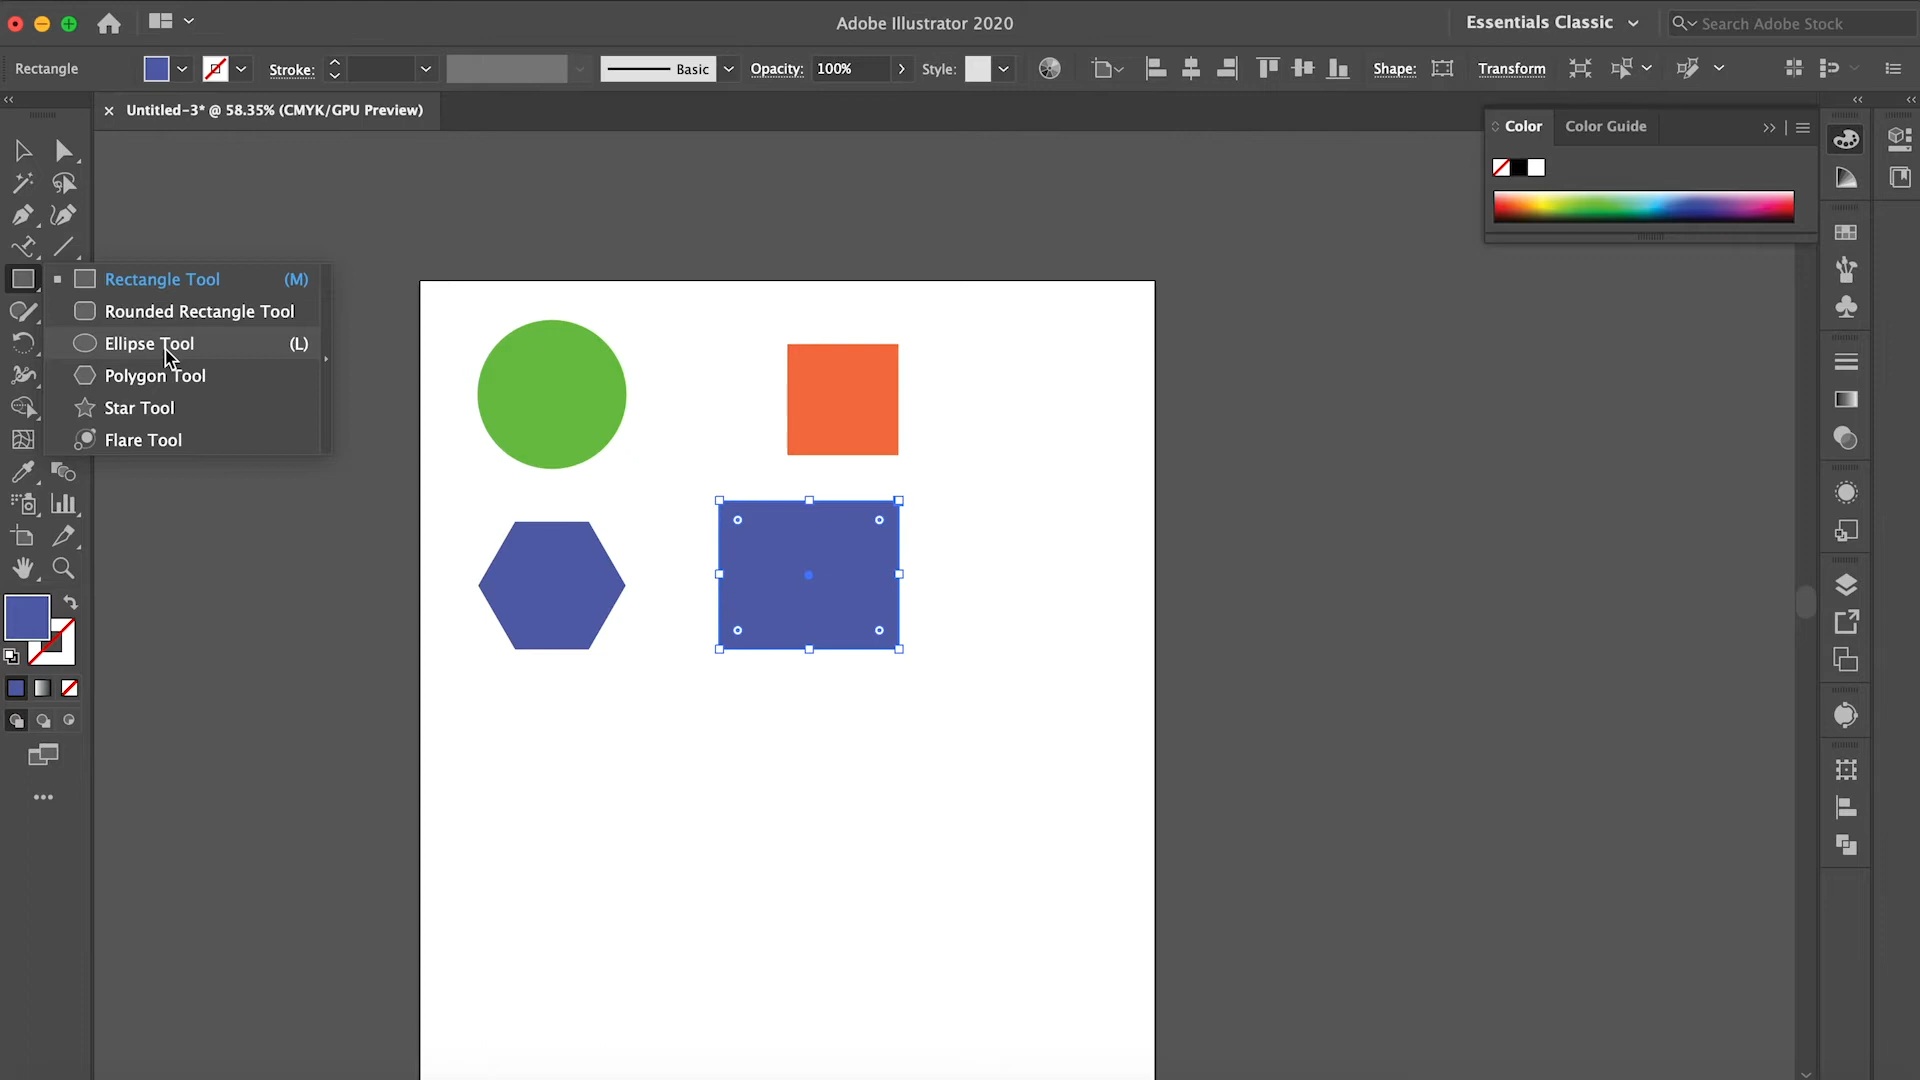 Adobe Illustrator 2020
Essentials Classic
Search Adobe Stock
Rectangle
Stroke:
Basic
Opacity:
100%
Style:
Shape:
Transform
Untitled-3* @ 58.35% (CMYK/GPU Preview)
Color
Color Guide
Rectangle Tool (M)
Rounded Rectangle Tool
Ellipse Tool (L)
Polygon Tool
Star Tool
Flare Tool